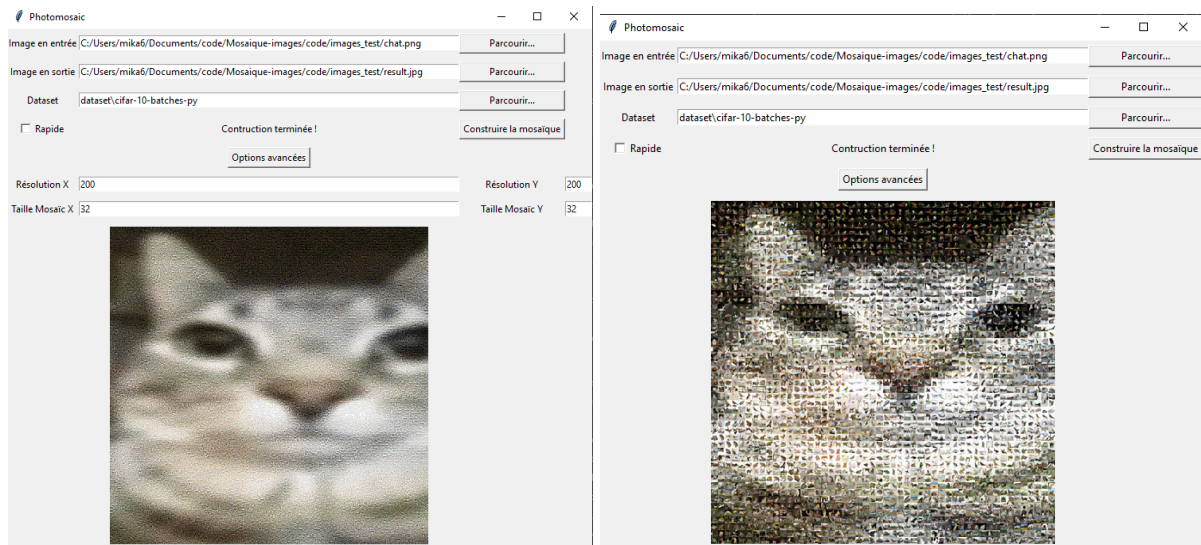 Photomosaic
Image en entrée C:/Users/mika6/Documents/code/Mosaique-images/code/images_test/chat.png Parcourir...
Image en sortie C:/Users/mika6/Documents/code/Mosaique-images/code/images_test/result.jpg Parcourir...
Dataset dataset\cifar-10-batches-py Parcourir...
Rapide Contruction terminée ! Construire la mosaïque
Options avancées
Résolution X 200 Résolution Y 200
Taille Mosaïc X 32 Taille Mosaïc Y 32
Photomosaic
Image en entrée C:/Users/mika6/Documents/code/Mosaique-images/code/images_test/chat.png Parcourir...
Image en sortie C:/Users/mika6/Documents/code/Mosaique-images/code/images_test/result.jpg Parcourir...
Dataset dataset\cifar-10-batches-py Parcourir...
Rapide Contruction terminée ! Construire la mosaïque
Options avancées